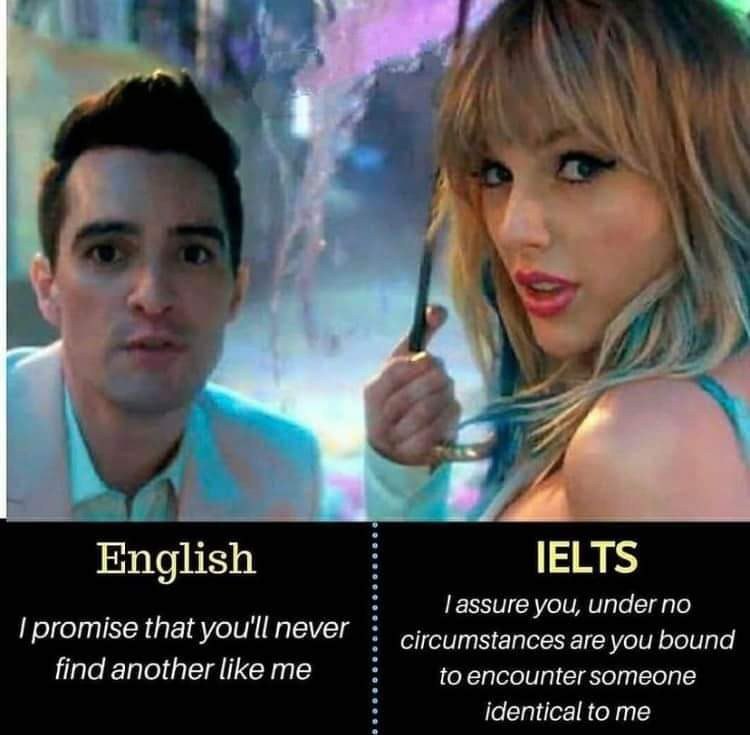 English
I promise that you'll never
find another like me
IELTS
I assure you, under no
circumstances are you bound
to encounter someone
identical to me